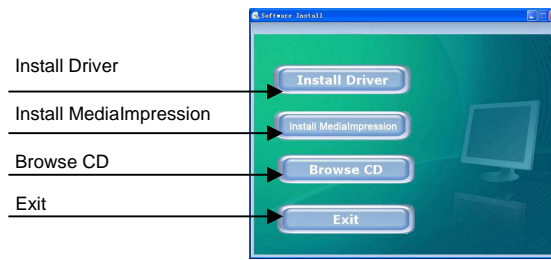 Software Install
Install Driver
Install MediaImpression
Browse CD
Exit
Install Driver
Install MediaImpression
Browse CD
Exit